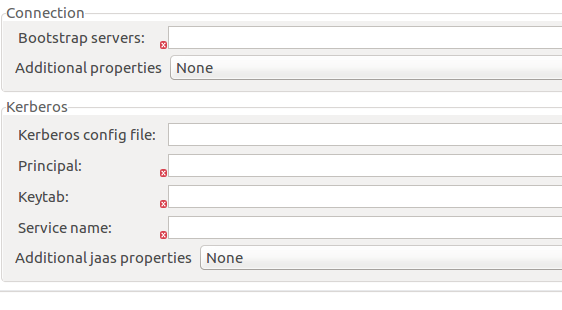 Connection
Bootstrap servers:
Additional properties None
Kerberos
Kerberos config file:
Principal:
Keytab:
Service name:
Additional jaas properties None